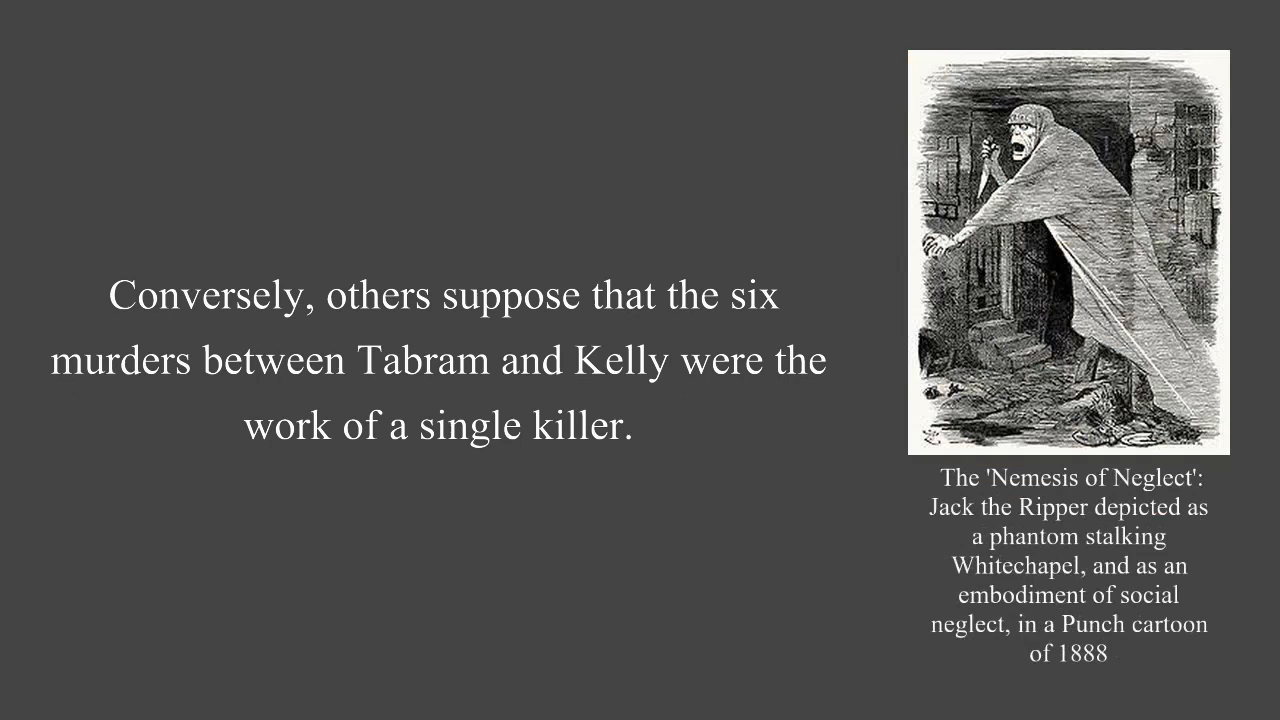 Conversely, others suppose that the six
murders between Tabram and Kelly were the
work of a single killer.
The 'Nemesis of Neglect':
Jack the Ripper depicted as
a phantom stalking
Whitechapel, and as an
embodiment of social
neglect, in a Punch cartoon
of 1888